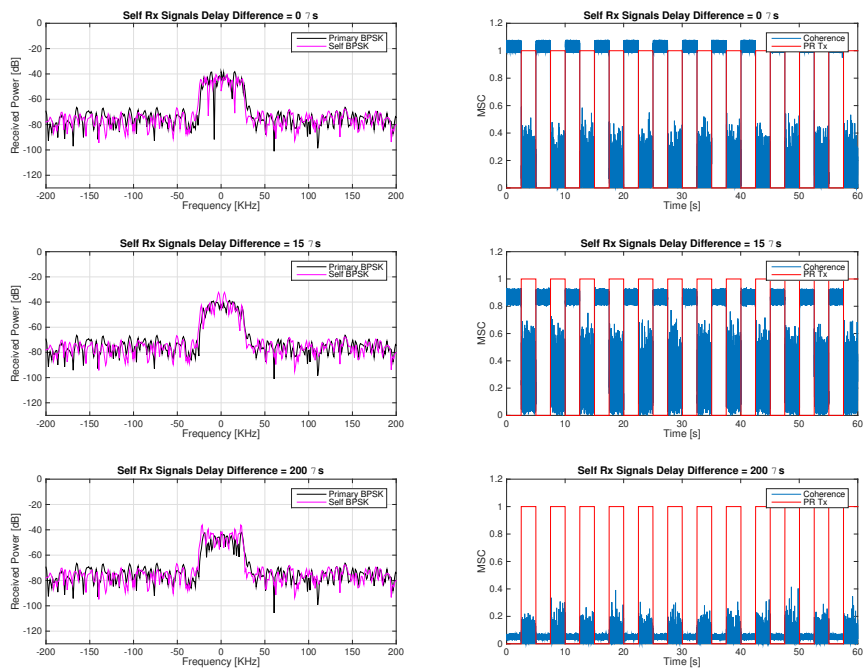 Self Rx Signals Delay Difference = 0 7s
Received Power [dB]
0
-20
-40
-60
-80
-100
-120
Primary BPSK
Self BPSK
-200 -150 -100 -50 0 50 100 150 200
Frequency [KHz]
Self Rx Signals Delay Difference = 0 7s
MSC
1.2
1
0.8
0.6
0.4
0.2
0
Coherence
PR Tx
0 10 20 30 40 50 60
Time [s]
Self Rx Signals Delay Difference = 15 7s
Received Power [dB]
0
-20
-40
-60
-80
-100
-120
Primary BPSK
Self BPSK
-200 -150 -100 -50 0 50 100 150 200
Frequency [KHz]
Self Rx Signals Delay Difference = 15 7s
MSC
1.2
1
0.8
0.6
0.4
0.2
0
Coherence
PR Tx
0 10 20 30 40 50 60
Time [s]
Self Rx Signals Delay Difference = 200 7s
Received Power [dB]
0
-20
-40
-60
-80
-100
-120
Primary BPSK
Self BPSK
-200 -150 -100 -50 0 50 100 150 200
Frequency [KHz]
Self Rx Signals Delay Difference = 200 7s
MSC
1.2
1
0.8
0.6
0.4
0.2
0
Coherence
PR Tx
0 10 20 30 40 50 60
Time [s]